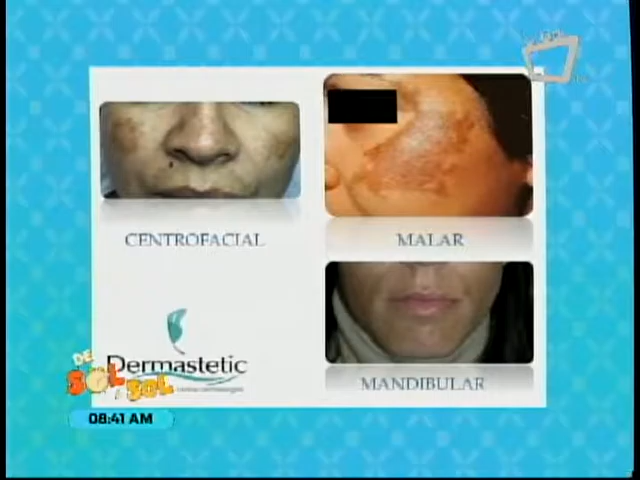 CENTROFACIAL
MALAR
MANDIBULAR
Dermastetic
DE
SOL
A SOL
08:41 AM